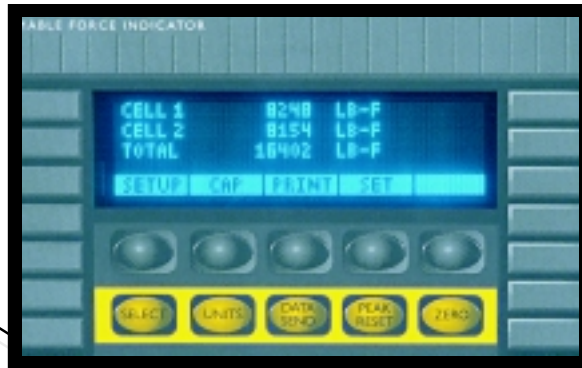 TABLE FORCE INDICATOR
CELL 1 8248 LB-F
CELL 2 8154 LB-F
TOTAL 16402 LB-F
SETUP CAP PRINT SET
SELECT UNITS DATA SEND PEAK RESET ZERO